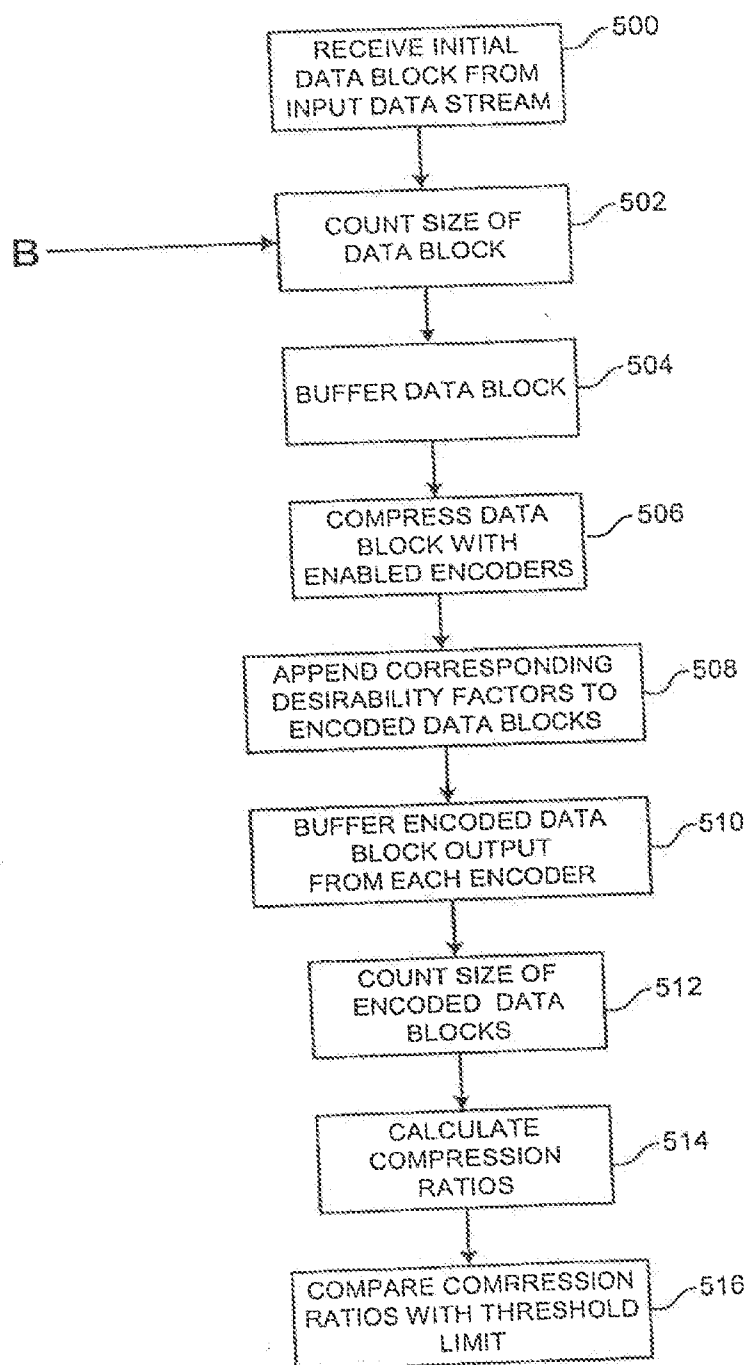 RECEIVE INITIAL
DATA BLOCK FROM
INPUT DATA STREAM
500
COUNT SIZE OF
DATA BLOCK
502
B
BUFFER DATA BLOCK
504
COMPRESS DATA
BLOCK WITH
ENABLED ENCODERS
506
APPEND CORRESPONDING
DESIRABILITY FACTORS TO
ENCODED DATA BLOCKS
508
BUFFER ENCODED DATA
BLOCK OUTPUT
FROM EACH ENCODER
510
COUNT SIZE OF
ENCODED DATA
BLOCKS
512
CALCULATE
COMPRESSION
RATIOS
514
COMPARE COMRRESSION
RATIOS WITH THRESHOLD
LIMIT
516